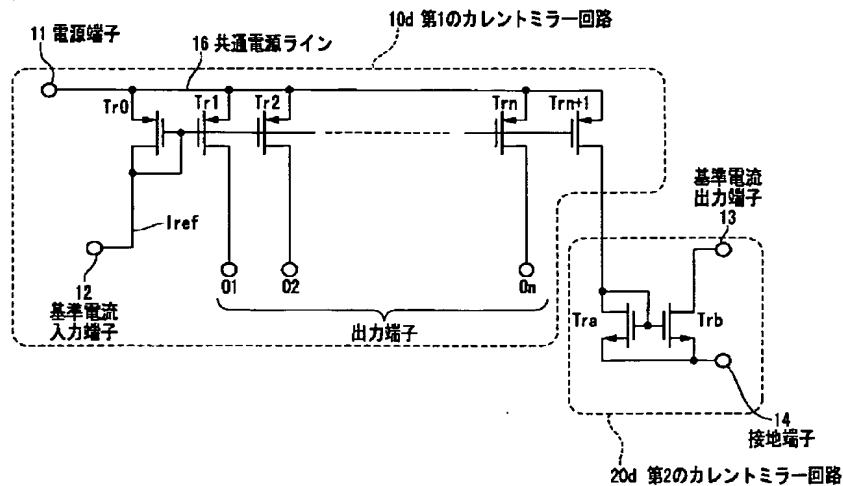 10d 第1のカレントミラー回路
11 電源端子
16 共通電源ライン
Tr0
Tr1
Tr2
Trn
Trn+1
Iref
12
基準電流
入力端子
01
02
0n
出力端子
基準電流
出力端子
13
Tra
Trb
14
接地端子
20d 第2のカレントミラー回路